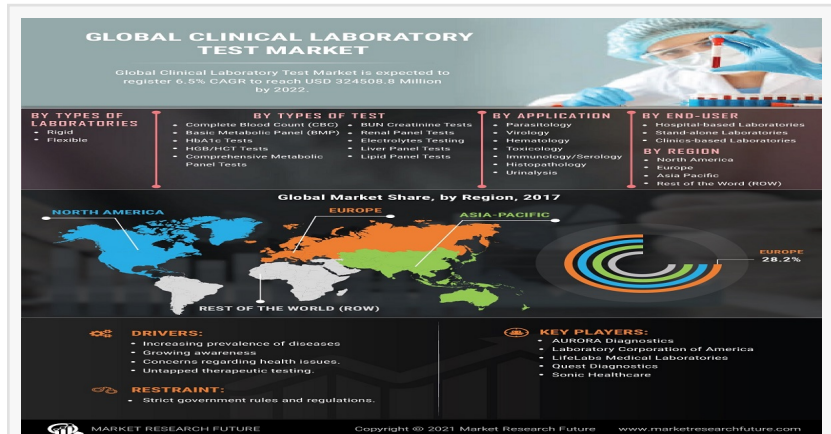 GLOBAL CLINICAL LABORATORY
TEST MARKET
Global Clinical Laboratory Test Market is expected to
register 6.5% CAGR to reach USD 324508.8 Million
by 2022.
BY TYPES OF
LABORATORIES
• Rigid
• Flexible
BY TYPES OF TEST
• Complete Blood Count (CBC)
• Basic Metabolic Panel (BMP)
• HbA1c Tests
• HGB/HCT Tests
• Comprehensive Metabolic
Panel Tests
• BUN Creatinine Tests
• Renal Panel Tests
• Electrolytes Testing
• Liver Panel Tests
• Lipid Panel Tests
BY APPLICATION
• Parasitology
• Virology
• Hematology
• Toxicology
• Immunology/Serology
• Histopathology
• Urinalysis
BY END-USER
• Hospital-based Laboratories
• Stand-alone Laboratories
• Clinics-based Laboratories
BY REGION
• North America
• Europe
• Asia Pacific
• Rest of the Word (ROW)
Global Market Share, by Region, 2017
NORTH AMERICA
EUROPE
ASIA-PACIFIC
REST OF THE WORLD (ROW)
EUROPE
28.2%
DRIVERS:
• Increasing prevalence of diseases
• Growing awareness
• Concerns regarding health issues.
• Untapped therapeutic testing.
RESTRAINT:
• Strict government rules and regulations.
KEY PLAYERS:
• AURORA Diagnostics
• Laboratory Corporation of America
• LifeLabs Medical Laboratories
• Quest Diagnostics
• Sonic Healthcare
MARKET RESEARCH FUTURE
Copyright © 2021 Market Research Future
www.marketresearchfuture.com